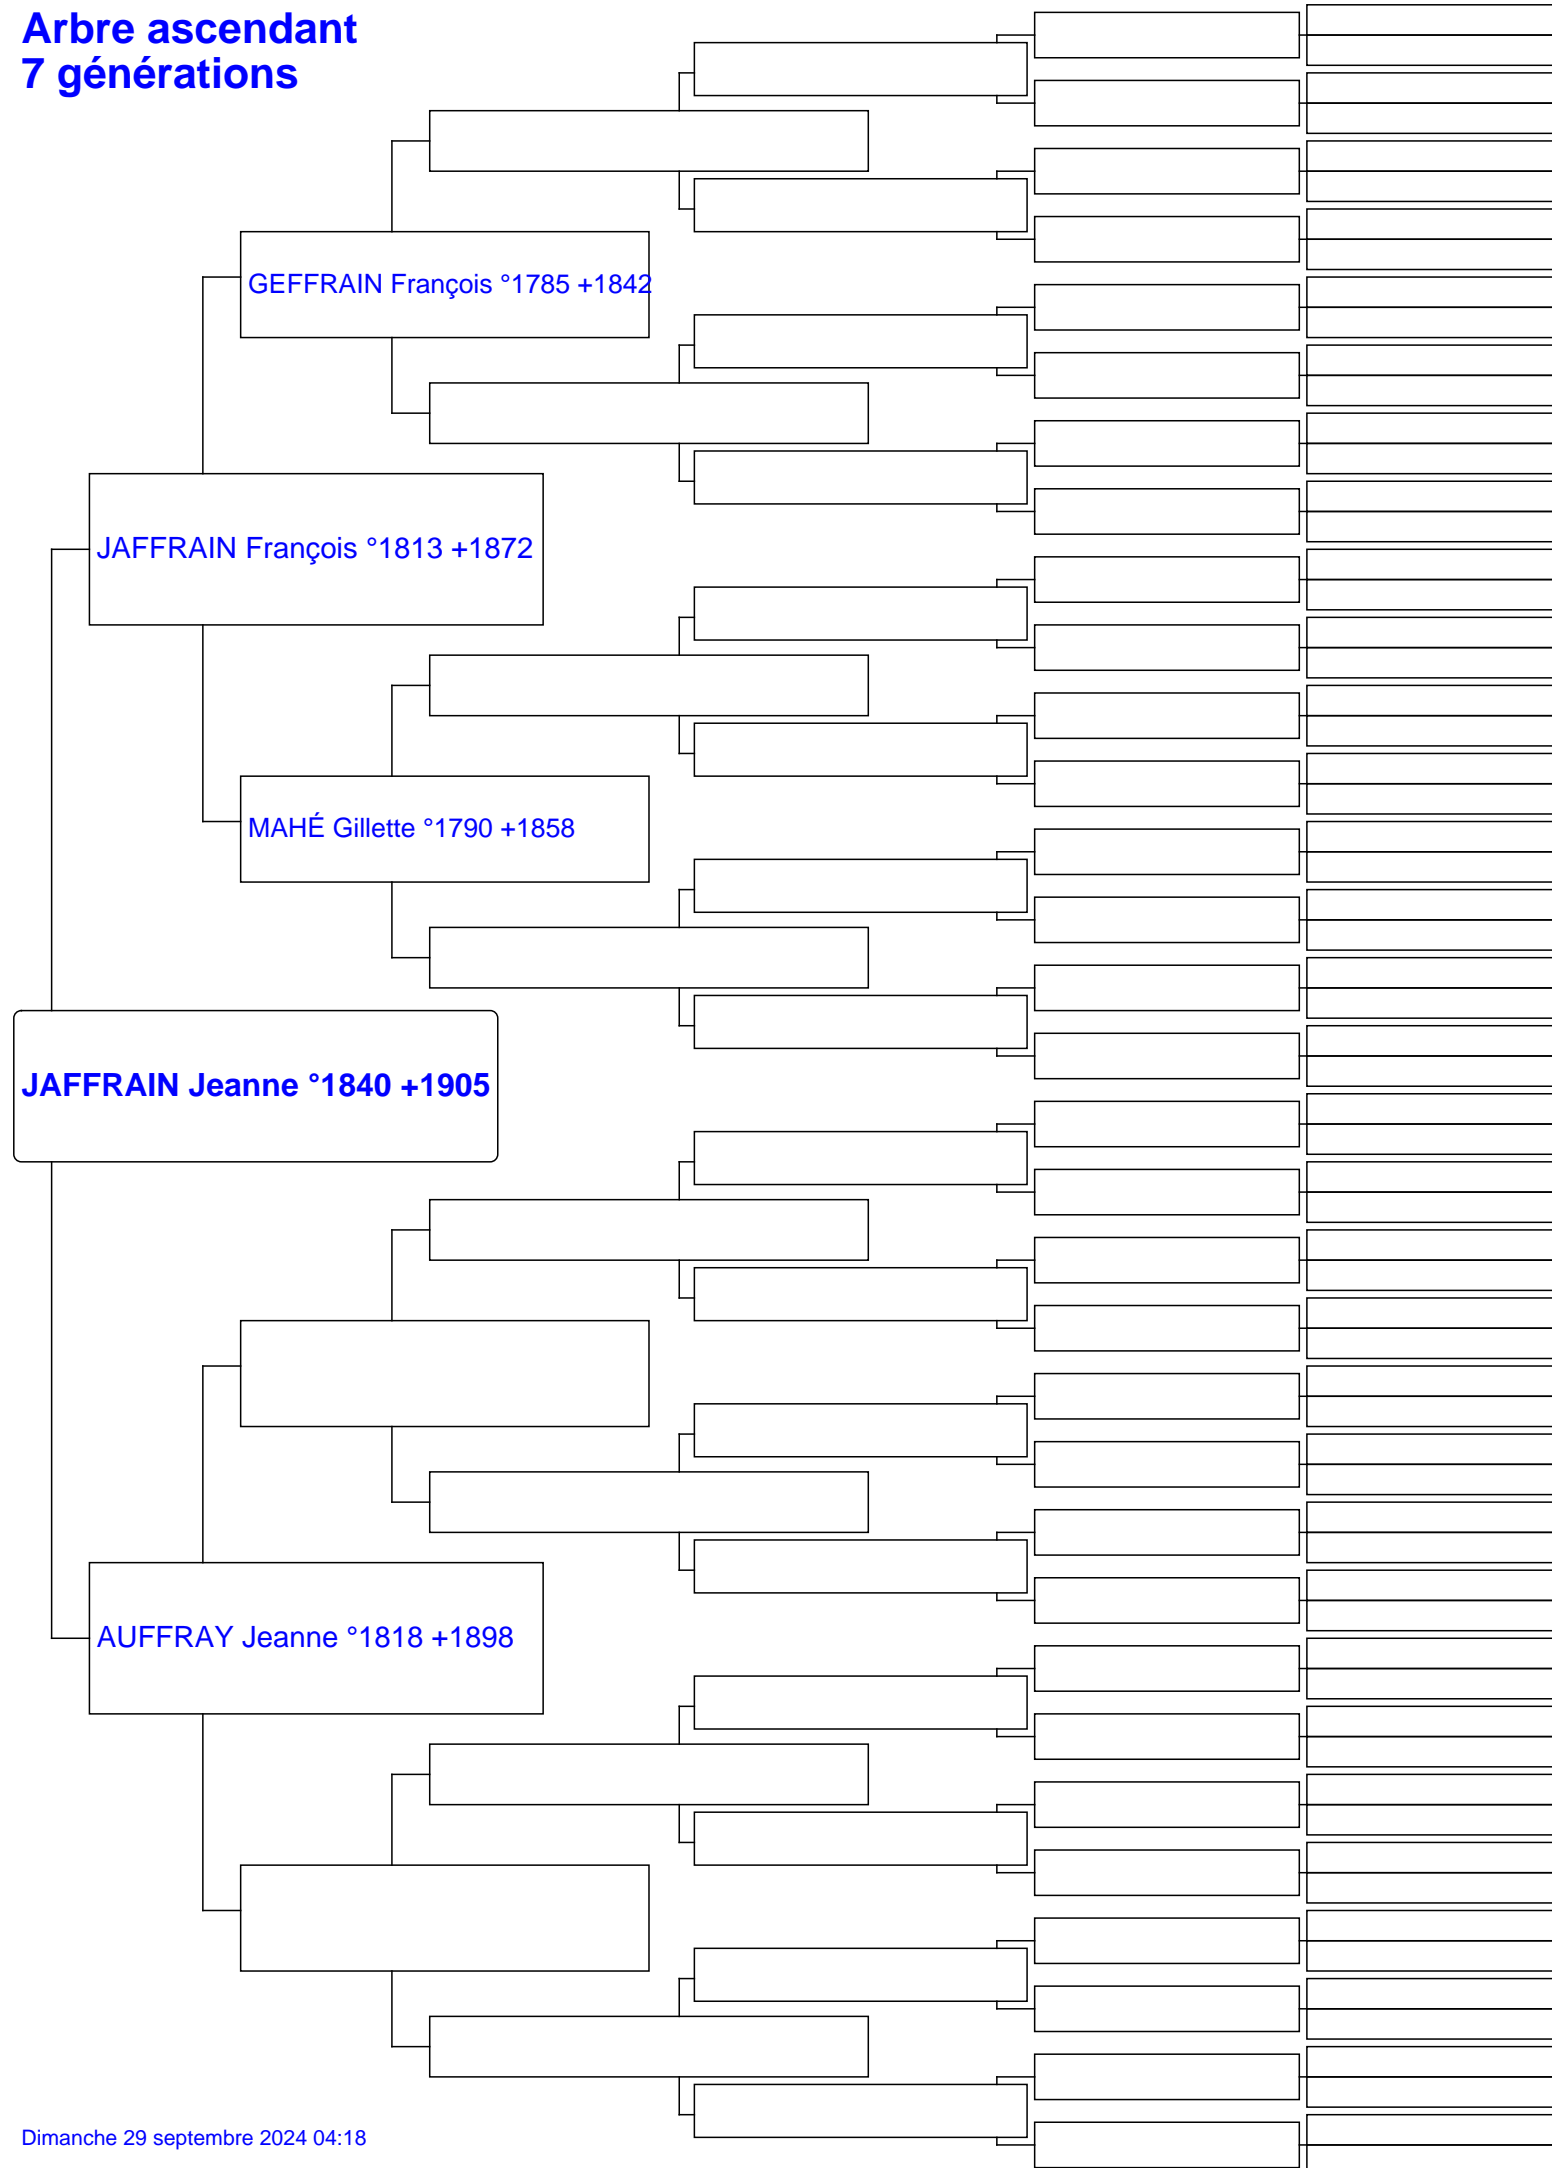 Arbre ascendant
7 générations
GEFFRAIN François °1785 +1842
JAFFRAIN François °1813 +1872
MAHÉ Gillette °1790 +1858
JAFFRAIN Jeanne °1840 +1905
AUFFRAY Jeanne °1818 +1898
Dimanche 29 septembre 2024 04:18